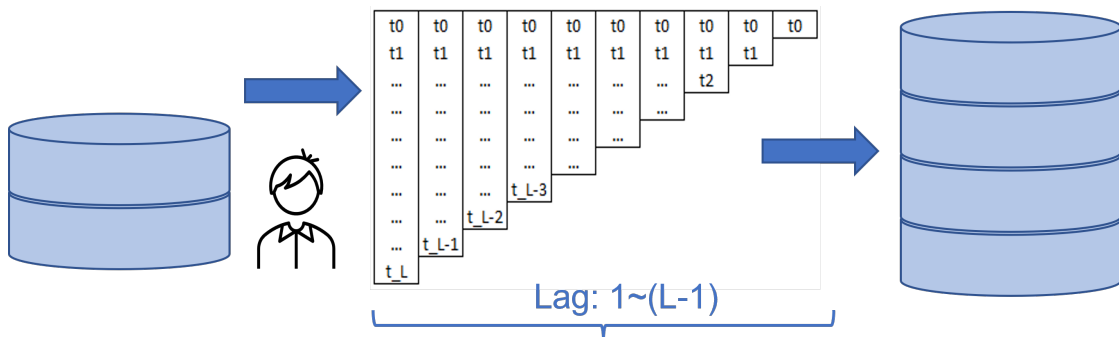 t0 t0 t0 t0 t0 t0 t0 t0 t0 t0
t1 t1 t1 t1 t1 t1 t1 t1 t1
... ... ... ... ... ... ... t2
... ... ... ... ... ... ...
... ... ... ... ... ...
... ... ... ... ...
... ... ... t_L-3
... ... t_L-2
... t_L-1
t_L
Lag: 1~(L-1)